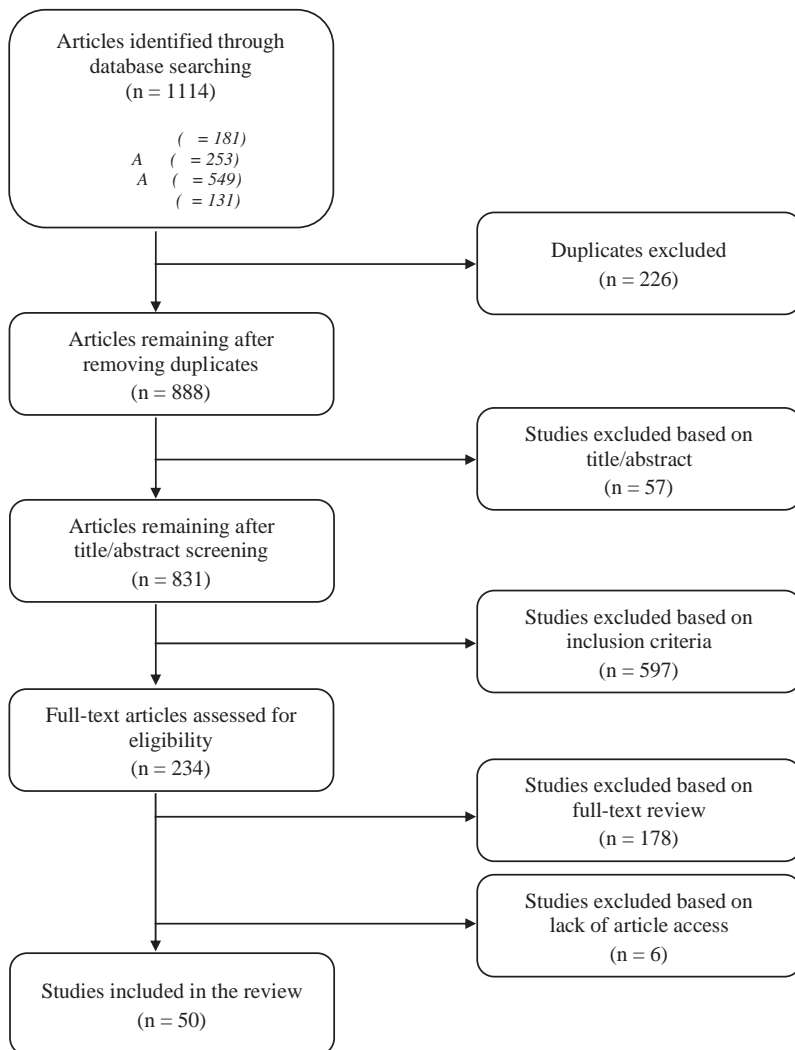 Articles identified through
database searching
(n = 1114)
( = 181)
A ( = 253)
A ( = 549)
( = 131)
Duplicates excluded
(n = 226)
Articles remaining after
removing duplicates
(n = 888)
Studies excluded based on
title/abstract
(n = 57)
Articles remaining after
title/abstract screening
(n = 831)
Studies excluded based on
inclusion criteria
(n = 597)
Full-text articles assessed for
eligibility
(n = 234)
Studies excluded based on
full-text review
(n = 178)
Studies excluded based on
lack of article access
(n = 6)
Studies included in the review
(n = 50)